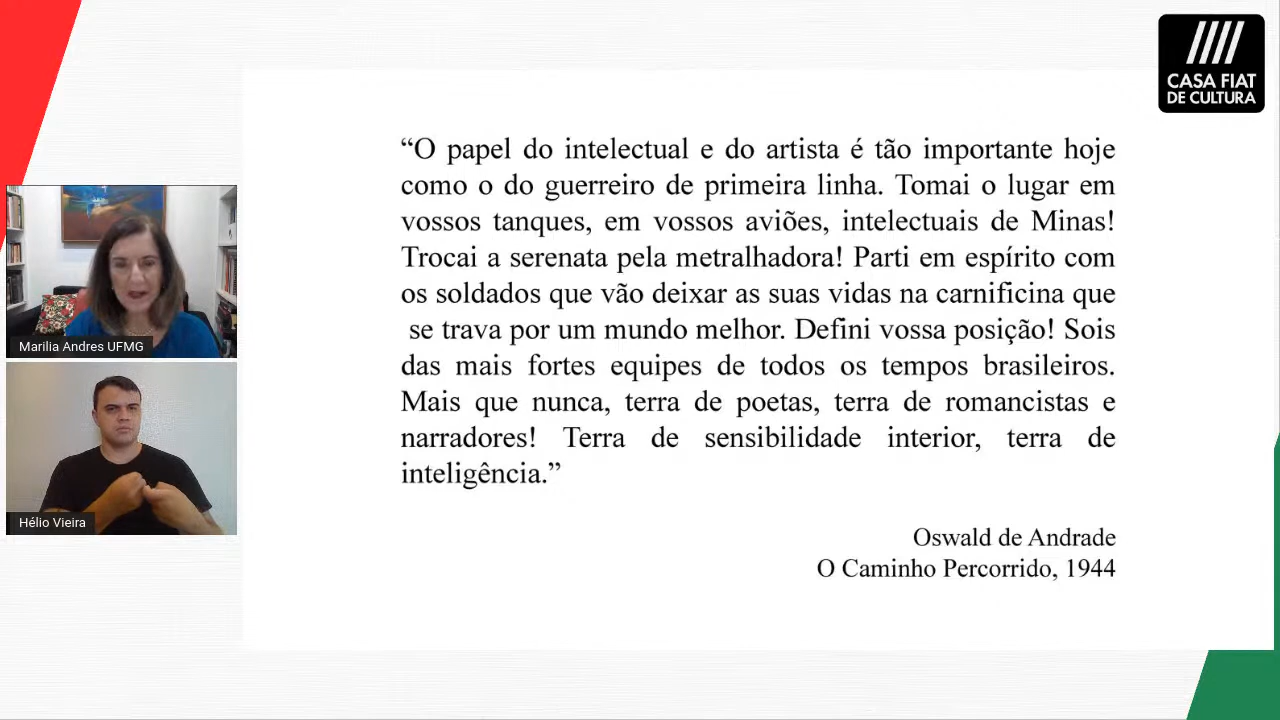 CASA FIAT
DE CULTURA
“O papel do intelectual e do artista é tão importante hoje
como o do guerreiro de primeira linha. Tomai o lugar em
vossos tanques, em vossos aviões, intelectuais de Minas!
Trocai a serenata pela metralhadora! Parti em espírito com
os soldados que vão deixar as suas vidas na carnificina que
se trava por um mundo melhor. Defini vossa posição! Sois
das mais fortes equipes de todos os tempos brasileiros.
Mais que nunca, terra de poetas, terra de romancistas e
narradores! Terra de sensibilidade interior, terra de
inteligência.”
Oswald de Andrade
O Caminho Percorrido, 1944
Marilia Andres UFMG
Hélio Vieira